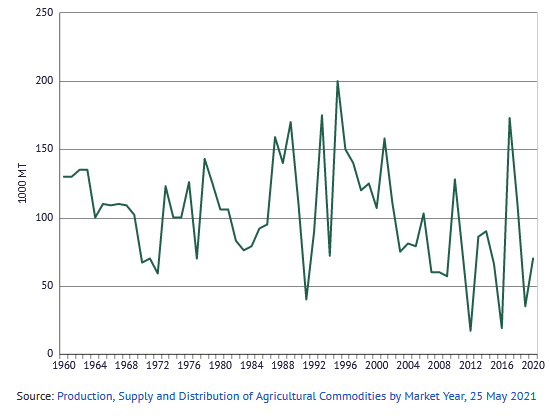 250
200
150
100
50
0
1000 MT
1960 1964 1968 1972 1976 1980 1984 1988 1992 1996 2000 2004 2008 2012 2016 2020
Source: Production, Supply and Distribution of Agricultural Commodities by Market Year, 25 May 2021